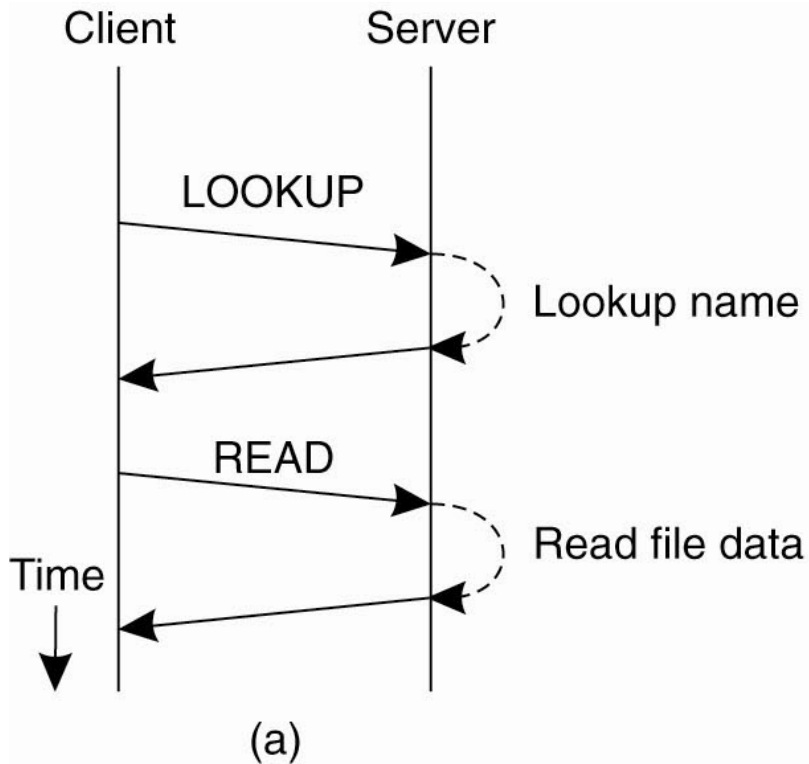 Client
Server
LOOKUP
Lookup name
READ
Read file data
Time
(a)